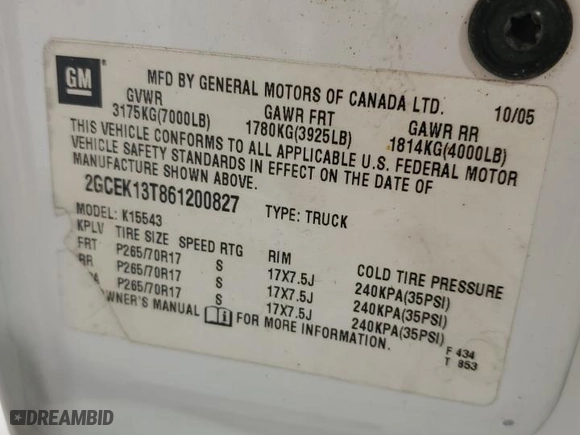 GM
MFD BY GENERAL MOTORS OF CANADA LTD. 10/05
GVWR GAWR FRT GAWR RR
3175KG(7000LB) 1780KG(3925LB) 1814KG(4000LB)
THIS VEHICLE CONFORMS TO ALL APPLICABLE U.S. FEDERAL MOTOR
VEHICLE SAFETY STANDARDS IN EFFECT ON THE DATE OF
MANUFACTURE SHOWN ABOVE.
2GCEK13T861200827 TYPE: TRUCK
MODEL: K15543
KPLV TIRE SIZE SPEED RTG RIM COLD TIRE PRESSURE
FRT P265/70R17 S 17X7.5J 240KPA(35PSI)
RR P265/70R17 S 17X7.5J 240KPA(35PSI)
P265/70R17 S 17X7.5J 240KPA(35PSI)
OWNER'S MANUAL FOR MORE INFORMATION.
F 434
T 853
DREAMBID